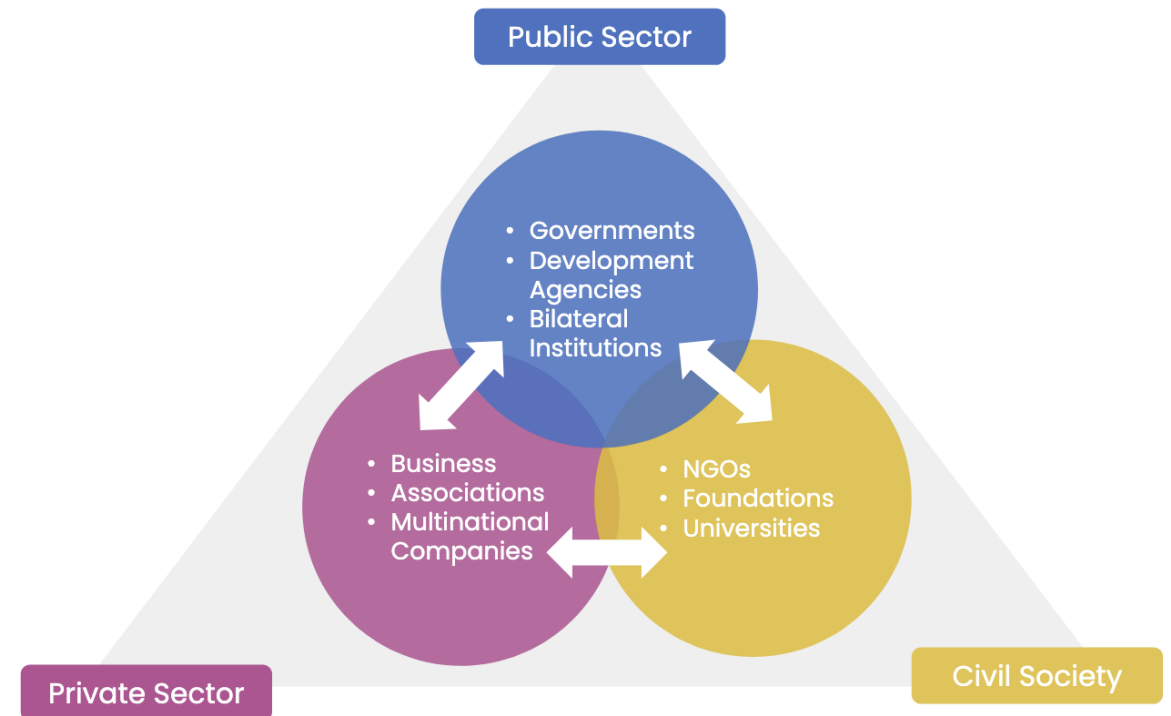 Public Sector
• Governments
• Development
Agencies
• Bilateral
Institutions
• Business
• Associations
• Multinational
Companies
• NGOs
• Foundations
• Universities
Private Sector
Civil Society